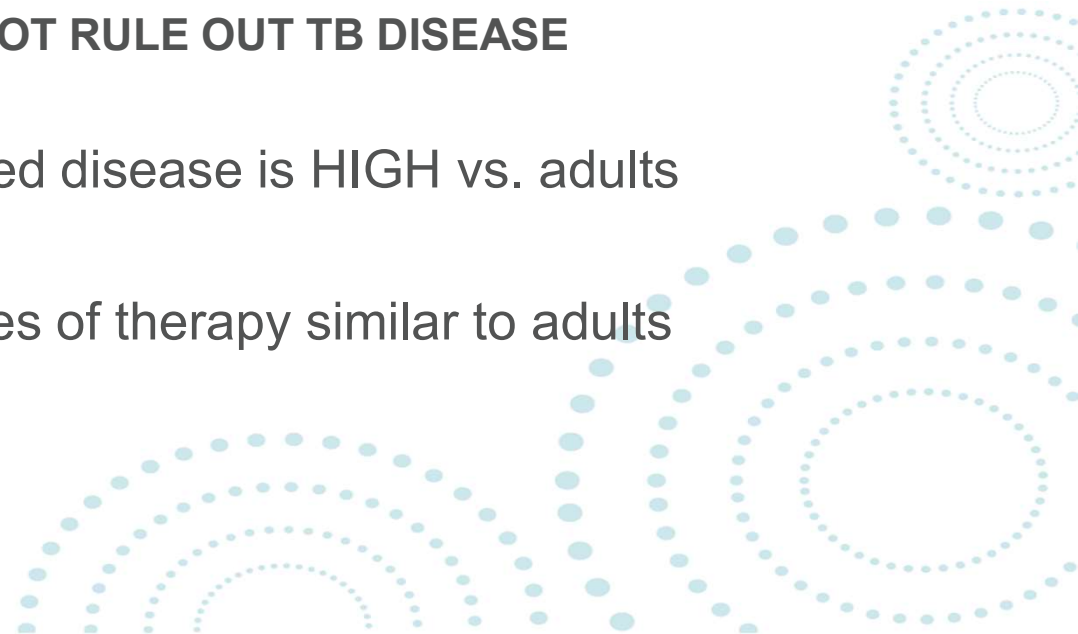 OT RULE OUT TB DISEASE
ed disease is HIGH vs. adults
es of therapy similar to adults